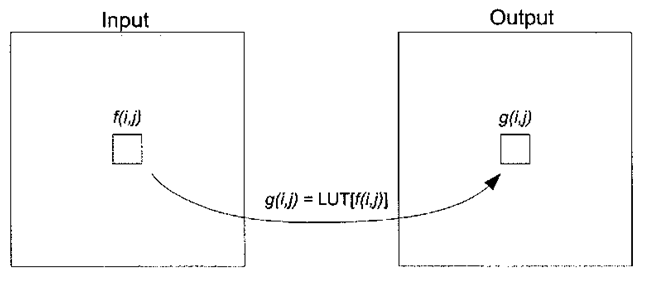 Input
Output
f(i,j)
g(i,j)
g(i,j) = LUT[f(i,j)]